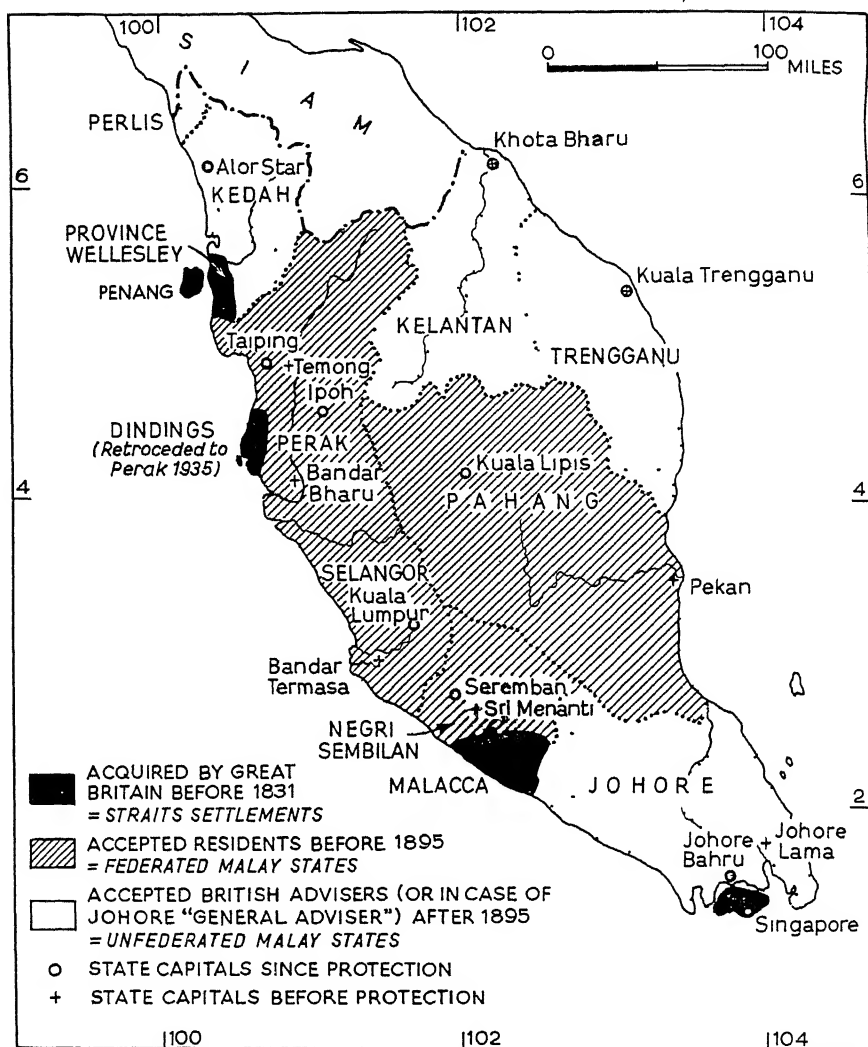 100
102
104
0
100
MILES
S I A M
PERLIS
Khota Bharu
Alor Star
6
KEDAH
6
PROVINCE
WELLESLEY
PENANG
Kuala Trengganu
KELANTAN
TRENGGANU
Taiping
Temong
Ipoh
DINDINGS
(Retroceded to
Perak 1935)
PERAK
Bandar
Bharu
Kuala Lipis
PAHANG
4
4
SELANGOR
Kuala
Lumpur
Pekan
Bandar
Termasa
Seremban
Sri Menanti
NEGRI
SEMBILAN
MALACCA
JOHORE
2
Johore
Bahru
Johore
Lama
Singapore
ACQUIRED BY GREAT
BRITAIN BEFORE 1831
= STRAITS SETTLEMENTS
ACCEPTED RESIDENTS BEFORE 1895
= FEDERATED MALAY STATES
ACCEPTED BRITISH ADVISERS (OR IN CASE OF
JOHORE "GENERAL ADVISER") AFTER 1895
= UNFEDERATED MALAY STATES
STATE CAPITALS SINCE PROTECTION
+ STATE CAPITALS BEFORE PROTECTION
100
102
104